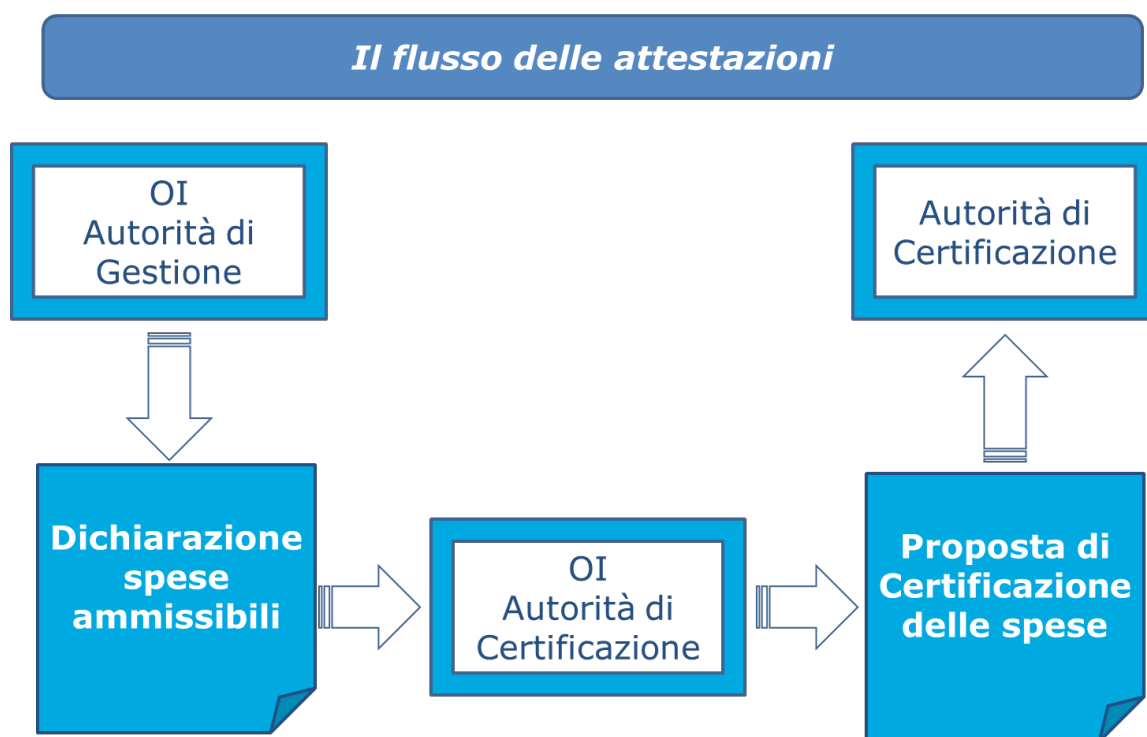 Il flusso delle attestazioni
OI
Autorità di
Gestione
Autorità di
Certificazione
Dichiarazione
spese
ammissibili
OI
Autorità di
Certificazione
Proposta di
Certificazione
delle spese